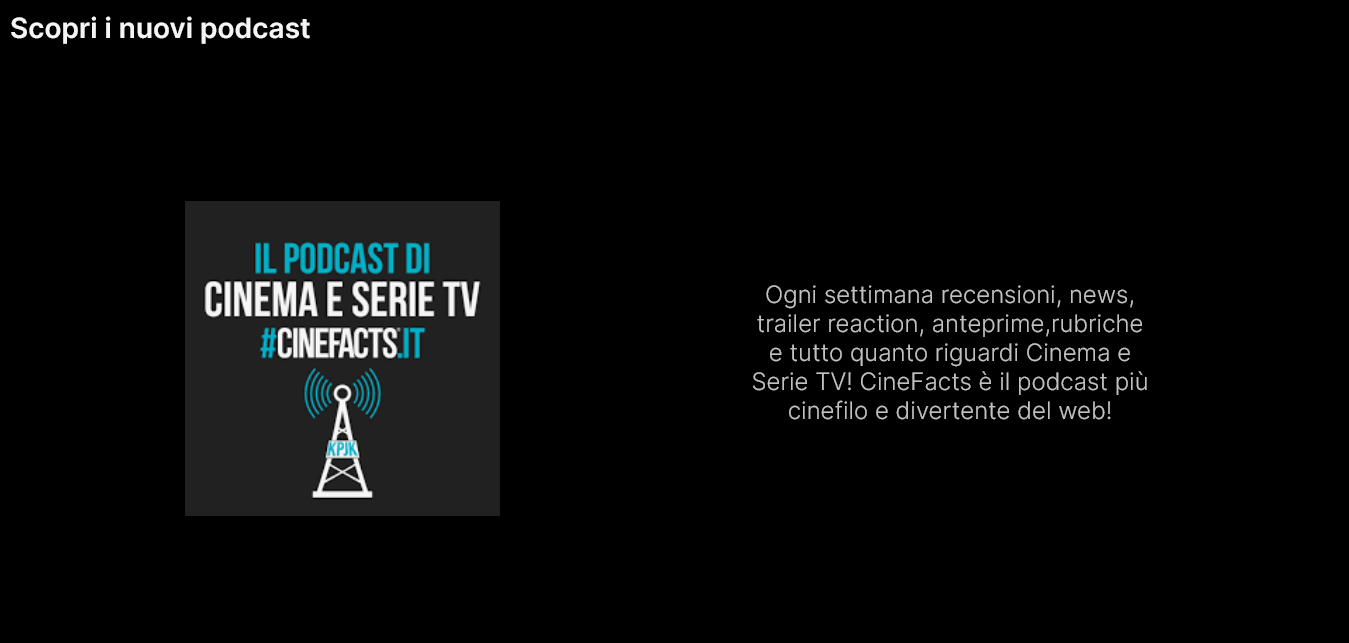 Scopri i nuovi podcast
IL PODCAST DI
CINEMA E SERIE TV
#CINEFACTS.IT
KPJK
Ogni settimana recensioni, news,
trailer reaction, anteprime,rubriche
e tutto quanto riguardi Cinema e
Serie TV! CineFacts è il podcast più
cinefilo e divertente del web!